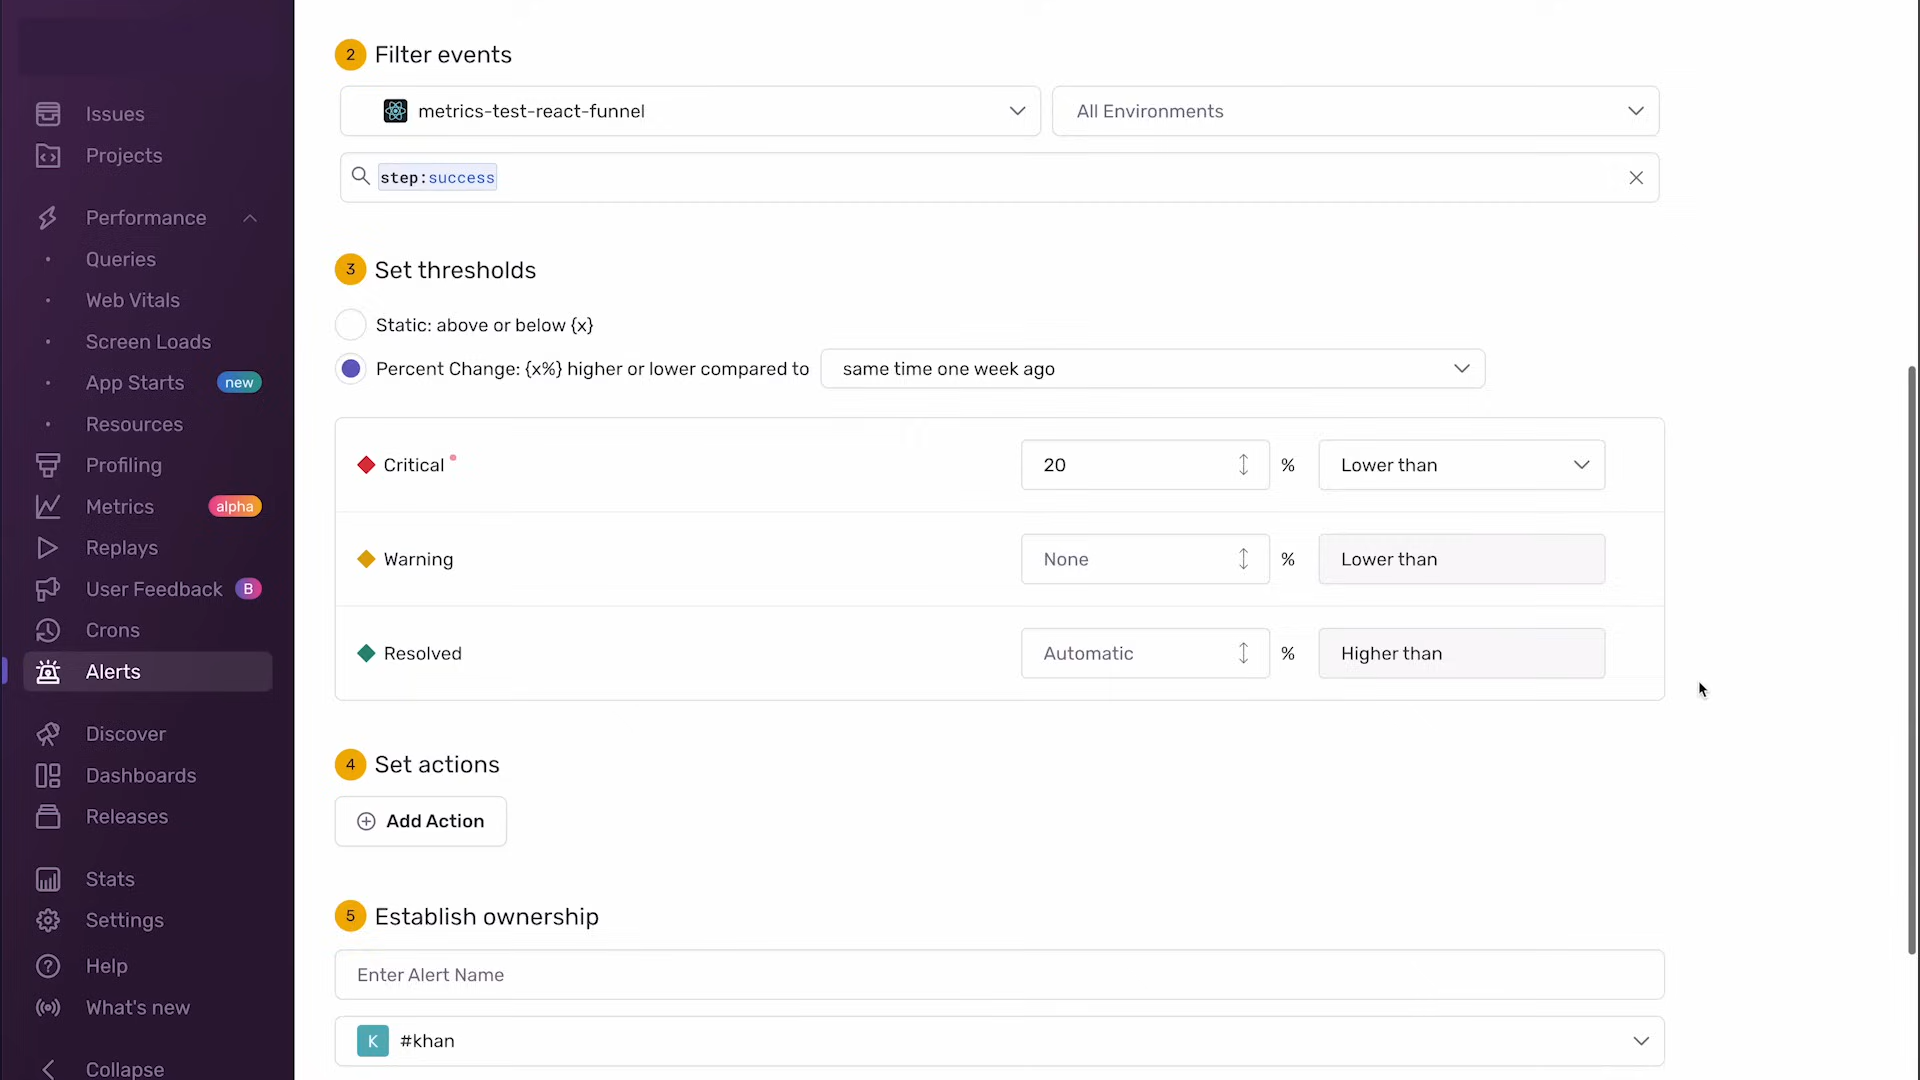 Issues
Projects
Performance
Queries
Web Vitals
Screen Loads
App Starts new
Resources
Profiling
Metrics alpha
Replays
User Feedback B
Crons
Alerts
Discover
Dashboards
Releases
Stats
Settings
Help
What's new
Collapse
2 Filter events
metrics-test-react-funnel All Environments
step:success
3 Set thresholds
Static: above or below {x}
Percent Change: {x%} higher or lower compared to same time one week ago
Critical 20 % Lower than
Warning None % Lower than
Resolved Automatic % Higher than
4 Set actions
Add Action
5 Establish ownership
Enter Alert Name
K #khan